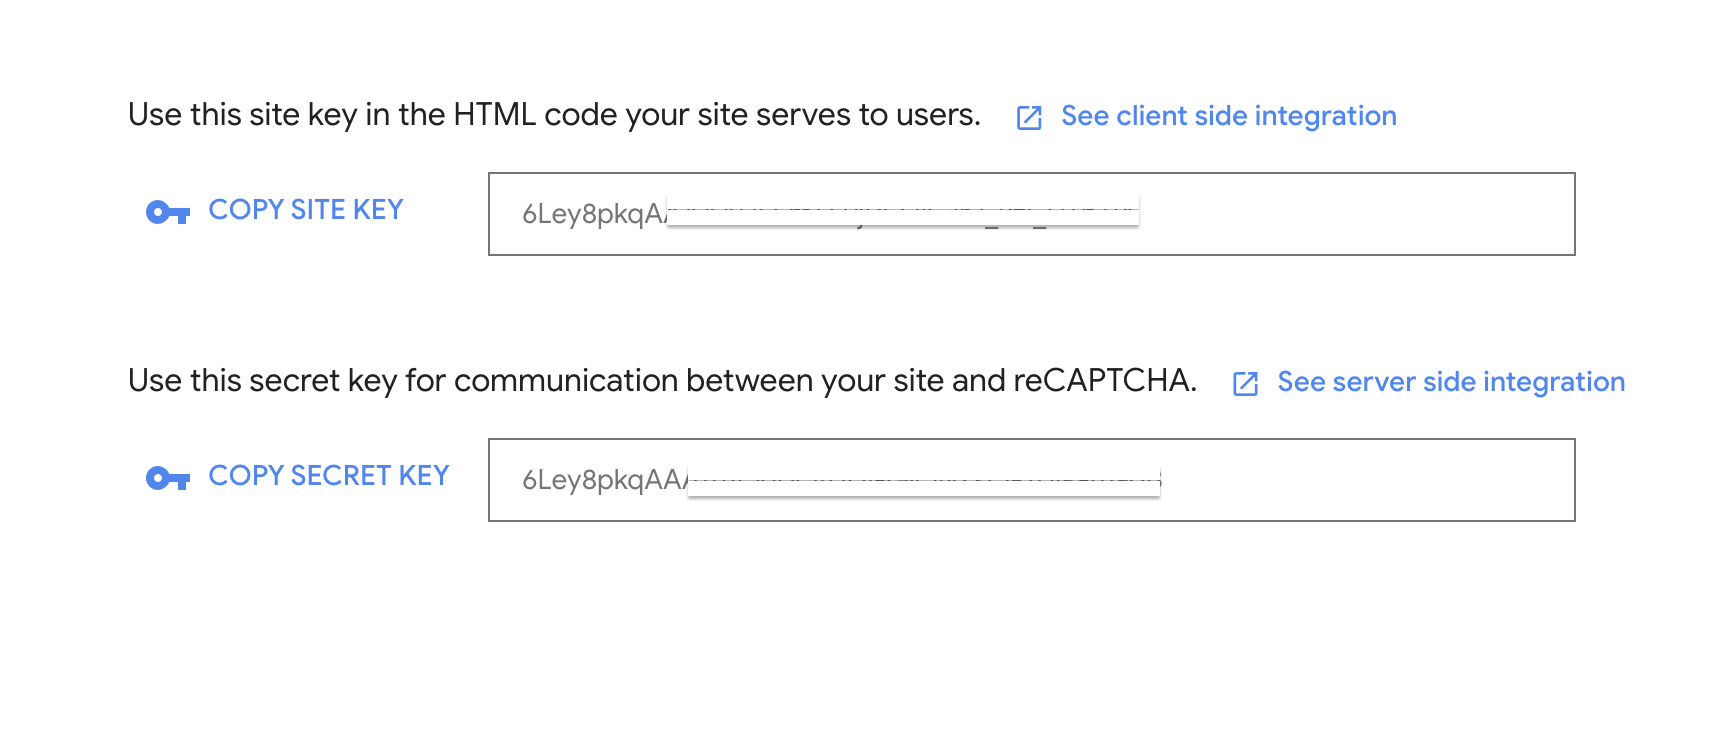 Use this site key in the HTML code your site serves to users. See client side integration
COPY SITE KEY
6Ley8pkqA
Use this secret key for communication between your site and reCAPTCHA. See server side integration
COPY SECRET KEY
6Ley8pkqAA